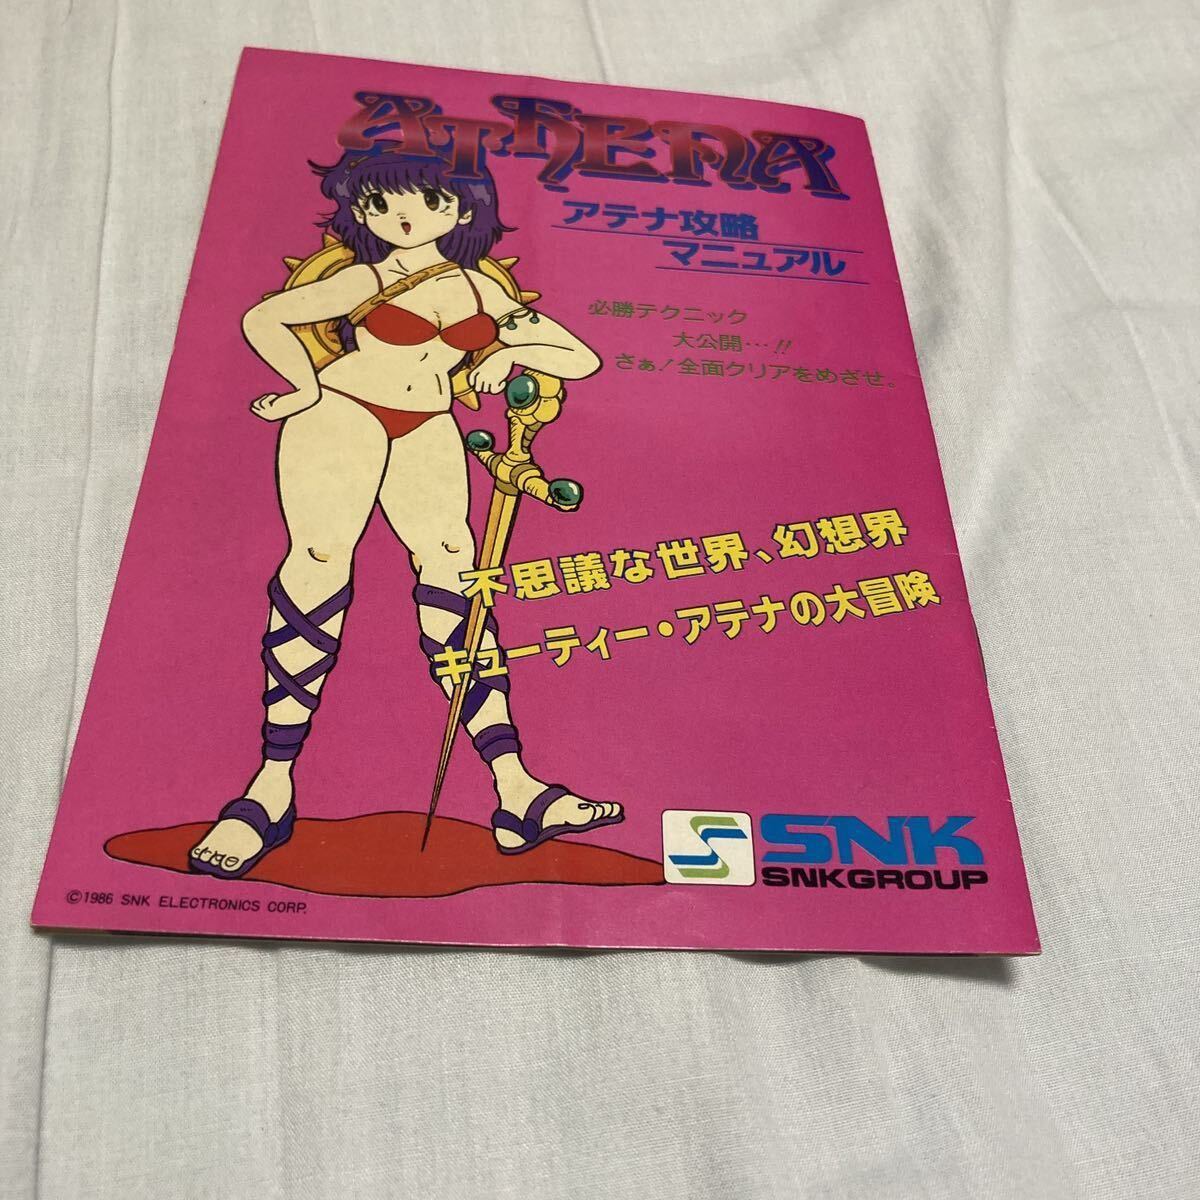 ATHENA
アテナ攻略
マニュアル
必勝テクニック
大公開…!!
さぁ!全面クリアをめざせ。
不思議な世界、幻想界
キューティー・アテナの大冒険
SNK
SNKGROUP
©1986 SNK ELECTRONICS CORP.